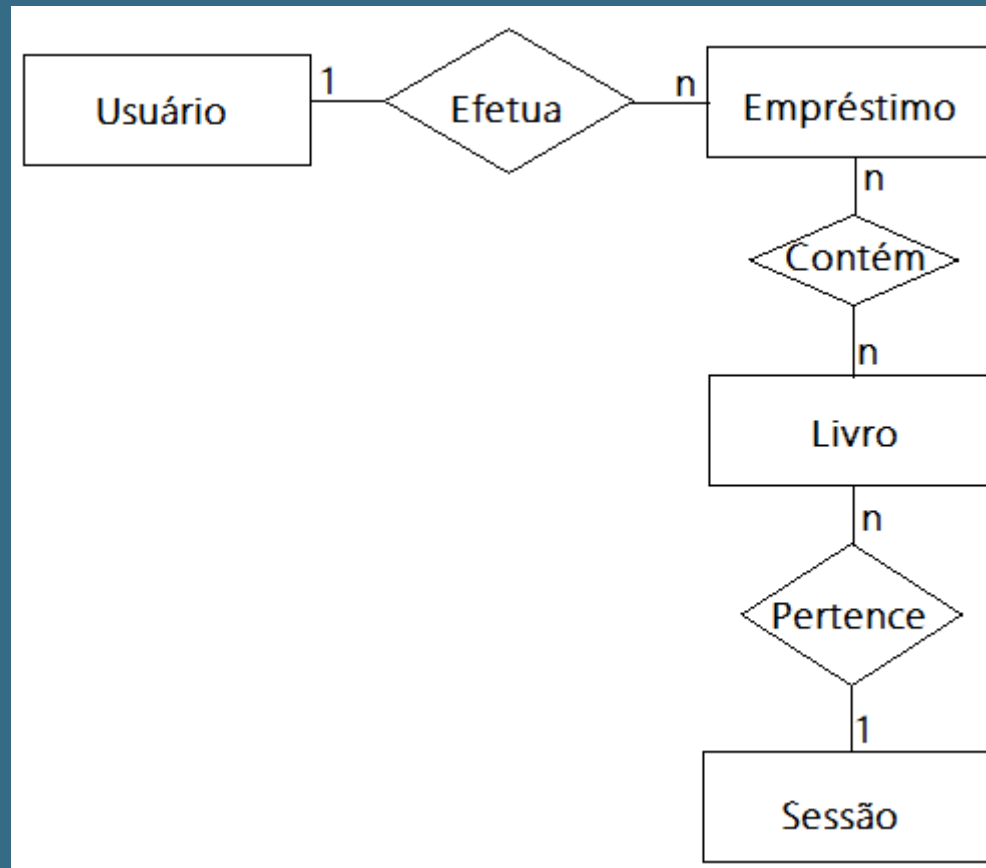 Usuário
1
Efetua
n
Empréstimo
n
Contém
n
Livro
n
Pertence
1
Sessão